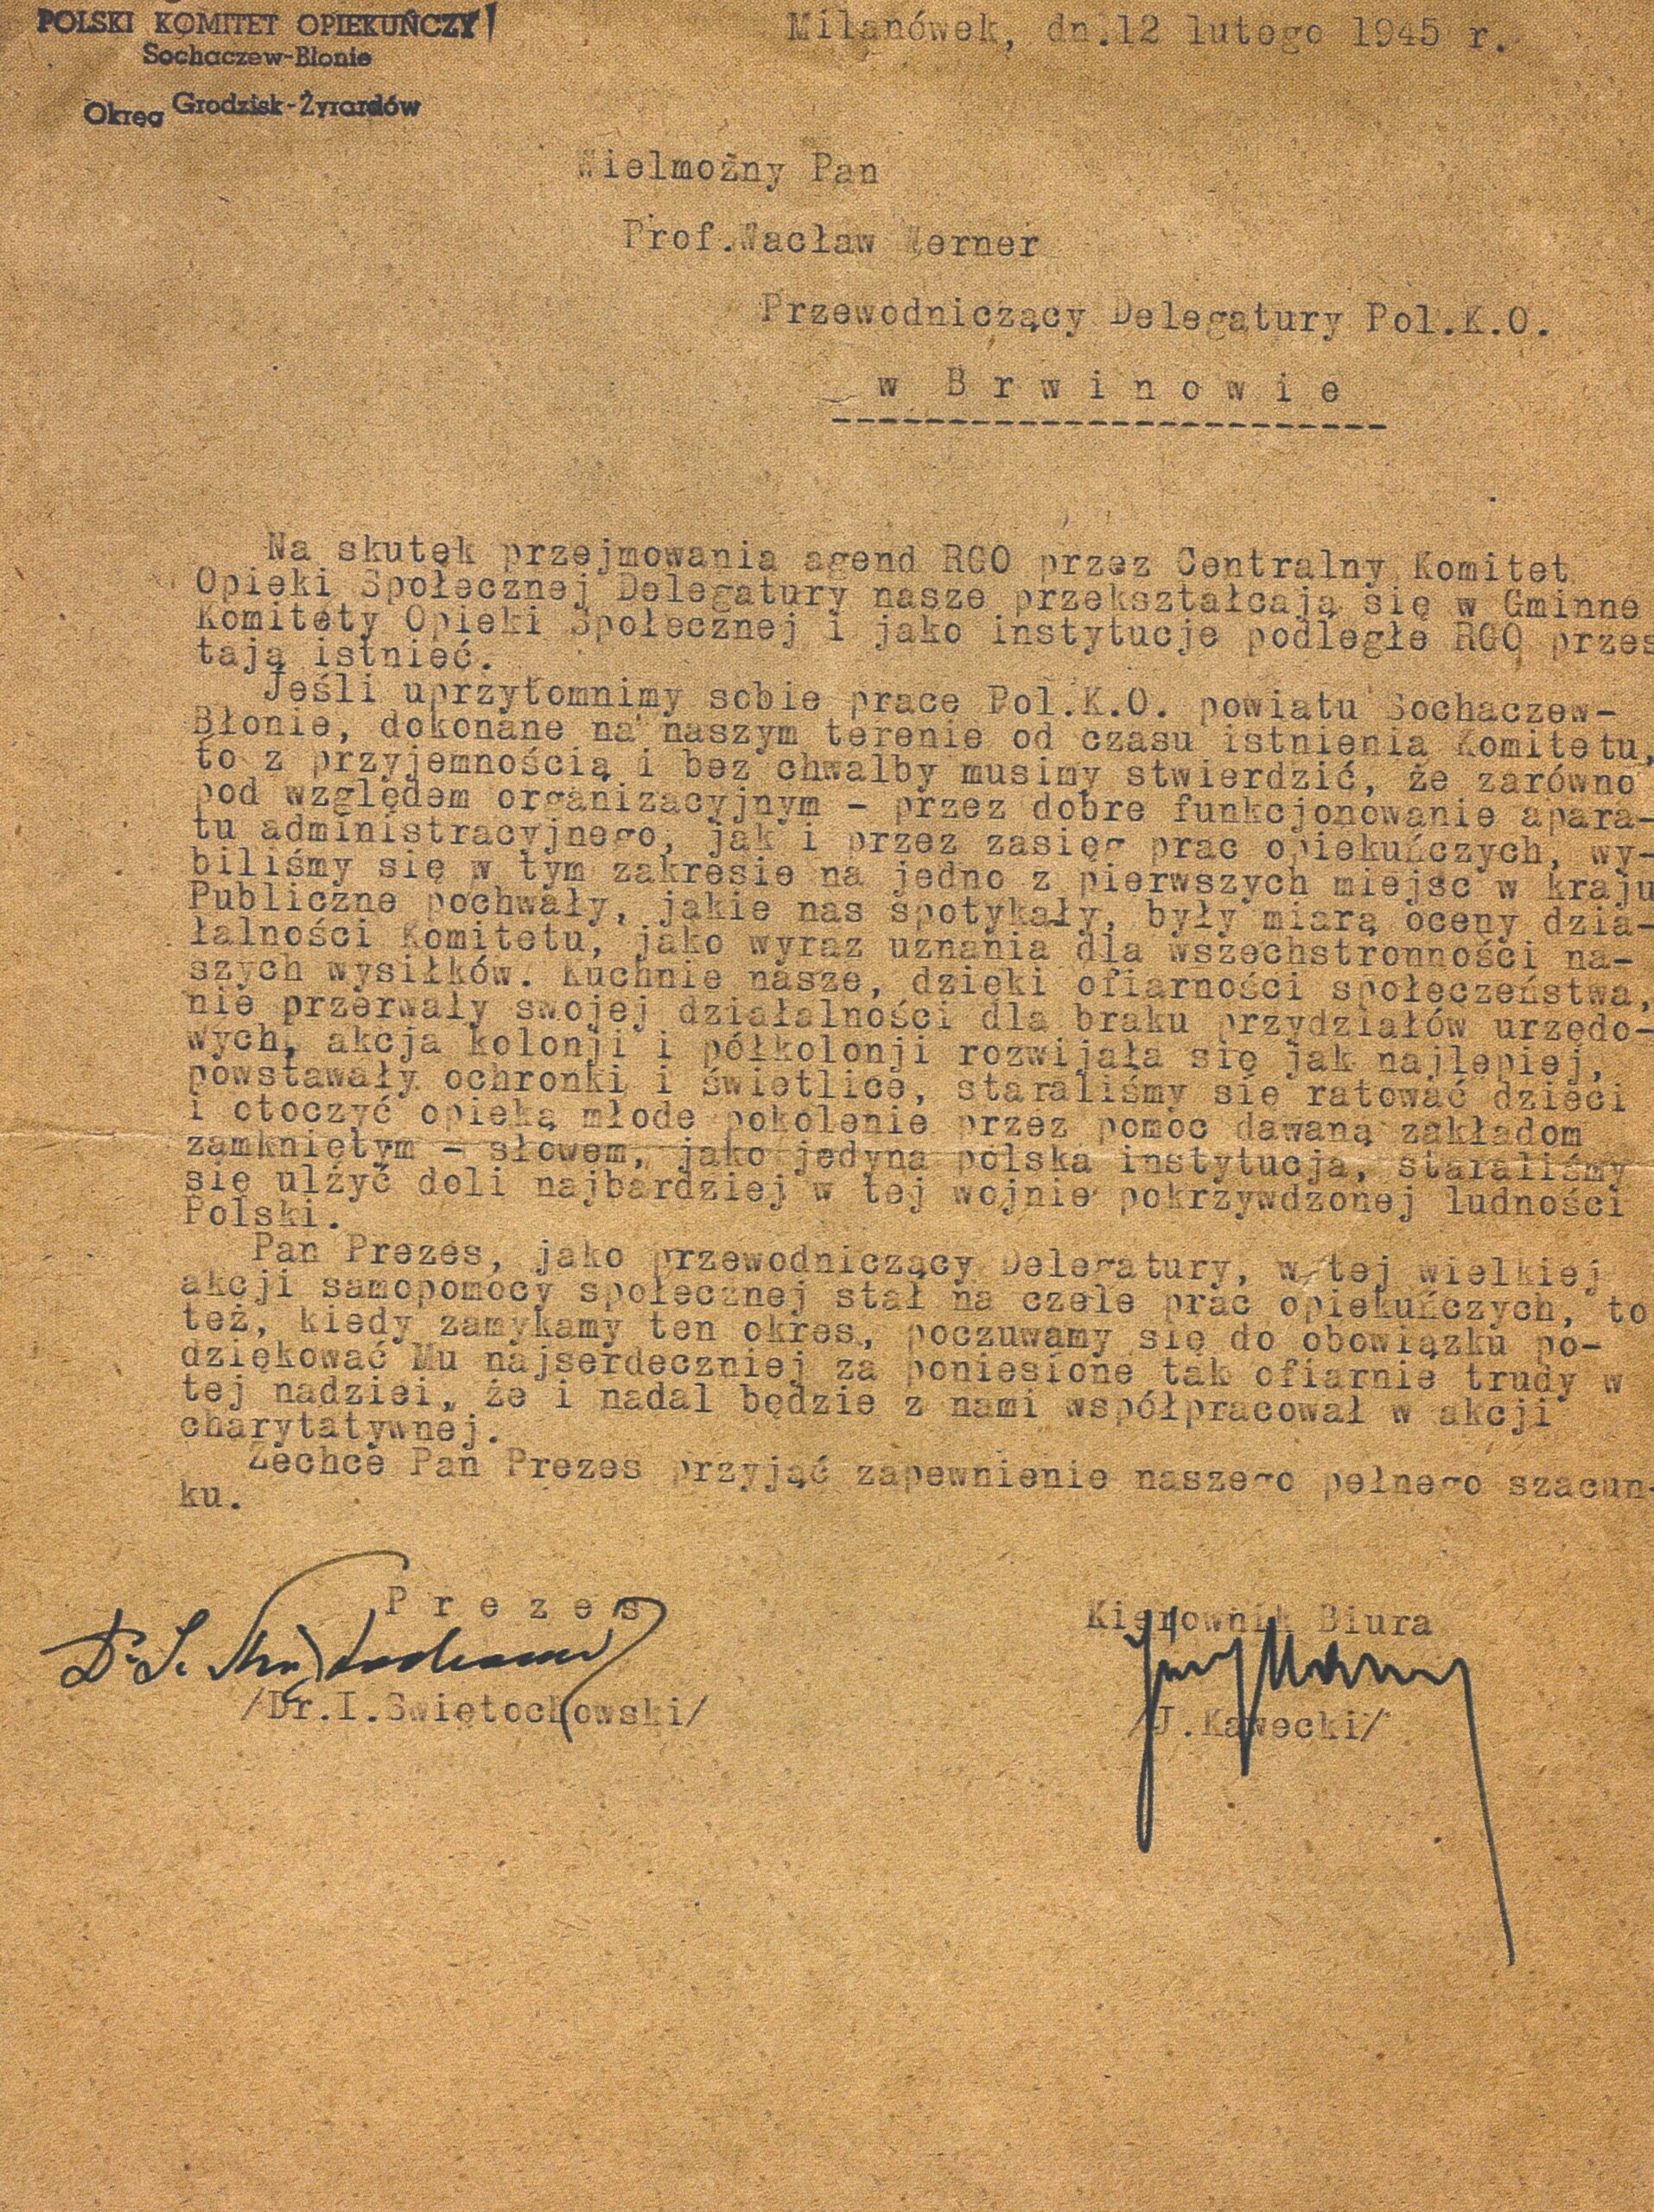 POLSKI KOMITET OPIEKUŃCZY
Sochaczew-Błonie
Okręg Grodzisk-Żyrardów
Milanówek, dn.12 lutego 1945 r.
Wielmożny Pan
Prof.Wacław Werner
Przewodniczący Delegatury Pol.K.O.
w Brwinowie
Na skutek przejmowania agend RGO przez Centralny Komitet
Opieki Społecznej Delegatury nasze przekształcają się w Gminne
Komitety Opieki Społecznej i jako instytucje podległe RGO przes
tają istnieć.
Jeśli uprzytomnimy sobie prace Pol.K.O. powiatu Sochaczew-
Błonie, dokonane na naszym terenie od czasu istnienia Komitetu,
to z przyjemnością i bez chwalby musimy stwierdzić, że zarówno
pod względem organizacyjnym - przez dobre funkcjonowanie apara-
tu administracyjnego, jak i przez zasięg prac opiekuńczych, wy-
biliśmy się w tym zakresie na jedno z pierwszych miejsc w kraju
Publiczne pochwały, jakie nas spotykały, były miarą oceny dzia-
łalności Komitetu, jako wyraz uznania dla wszechstronności na-
szych wysiłków. Kuchnie nasze, dzięki ofiarności społeczeństwa,
nie przerwały swojej działalności dla braku przydziałów urzędo-
wych, akcja kolonji i półkolonji rozwijała się jak najlepiej,
powstawały ochronki i świetlice, staraliśmy się ratować dzieci
i otoczyć opieką młode pokolenie przez pomoc dawaną zakładom
zamkniętym - słowem, jako jedyna polska instytucja, staraliśmy
się ulżyć doli najbardziej w tej wojnie pokrzywdzonej ludności
Polski.
Pan Prezes, jako przewodniczący Delegatury, w tej wielkiej
akcji samopomocy społecznej stał na czele prac opiekuńczych, to
też, kiedy zamykamy ten okres, poczuwamy się do obowiązku po-
dziękować Mu najserdeczniej za poniesione tak ofiarnie trudy w
tej nadziei, że i nadal będzie z nami współpracował w akcji
charytatywnej.
Zechce Pan Prezes przyjąć zapewnienie naszego pełnego szacun-
ku.
Prezes
Kierownik Biura
/Dr.I.Świętochowski/
/J.Kawecki/